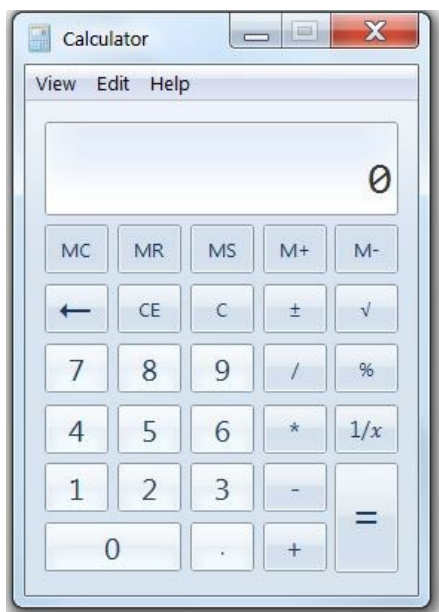 Calculator
View Edit Help
0
MC MR MS M+ M-
← CE C ± √
7 8 9 / %
4 5 6 * 1/x
1 2 3 - =
0 . +